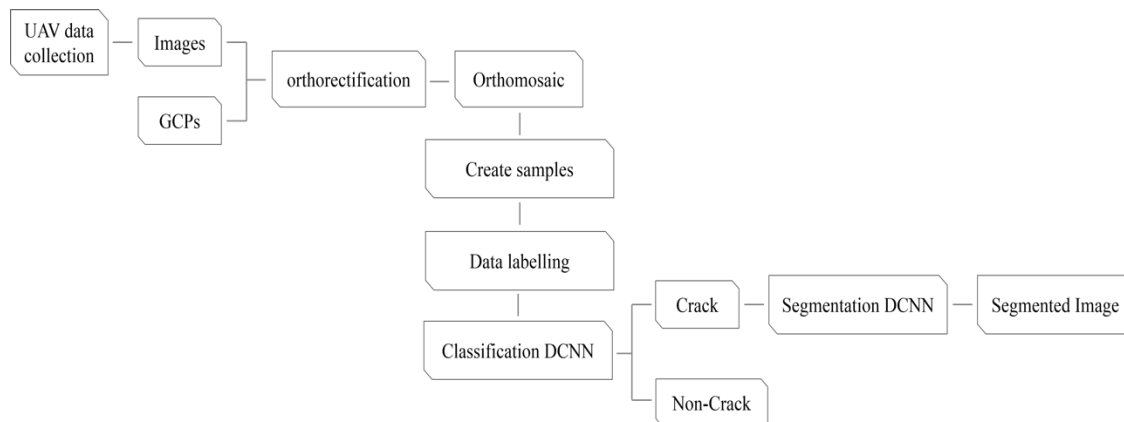 UAV data
collection
Images
GCPs
orthorectification
Orthomosaic
Create samples
Data labelling
Classification DCNN
Crack
Segmentation DCNN
Segmented Image
Non-Crack